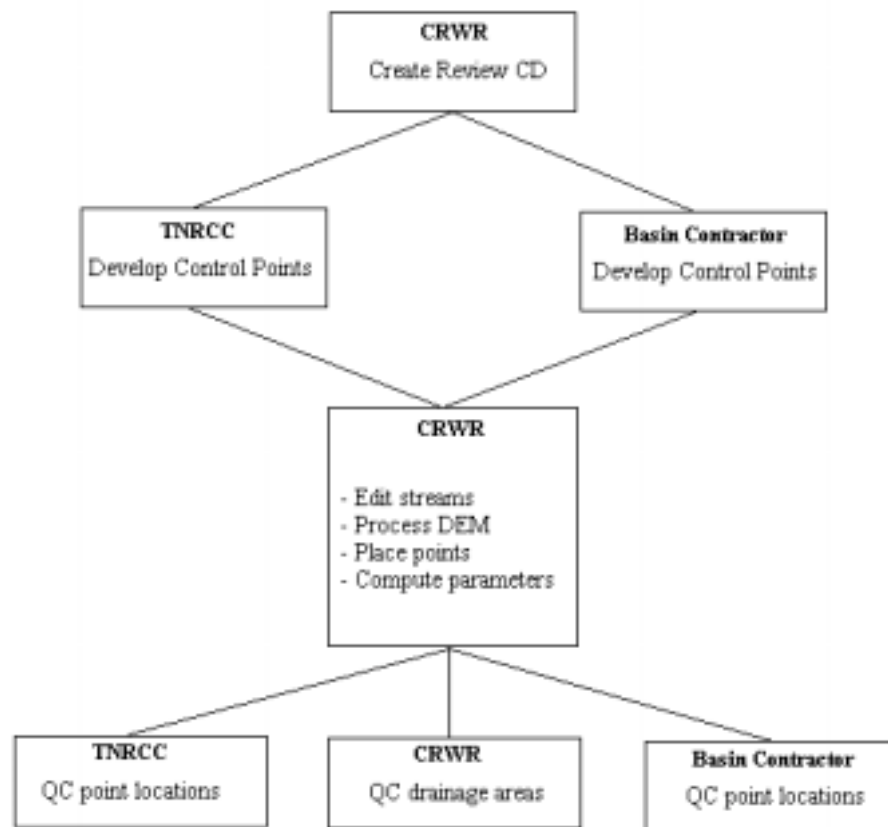 CRWR
Create Review CD
TNRCC
Develop Control Points
Basin Contractor
Develop Control Points
CRWR
- Edit streams
- Process DEM
- Place points
- Compute parameters
TNRCC
QC point locations
CRWR
QC drainage areas
Basin Contractor
QC point locations